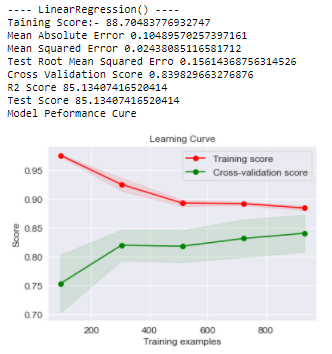 ---- LinearRegression() ----
Taining Score:- 88.70483776932747
Mean Absolute Error 0.10489570257397161
Mean Squared Error 0.02438085116581712
Test Root Mean Squared Erro 0.15614368756314526
Cross Validation Score 0.839829663276876
R2 Score 85.13407416520414
Test Score 85.13407416520414
Model Peformance Cure
Learning Curve
Training score
Cross-validation score
Score
0.95
0.90
0.85
0.80
0.75
0.70
200
400
600
800
Training examples